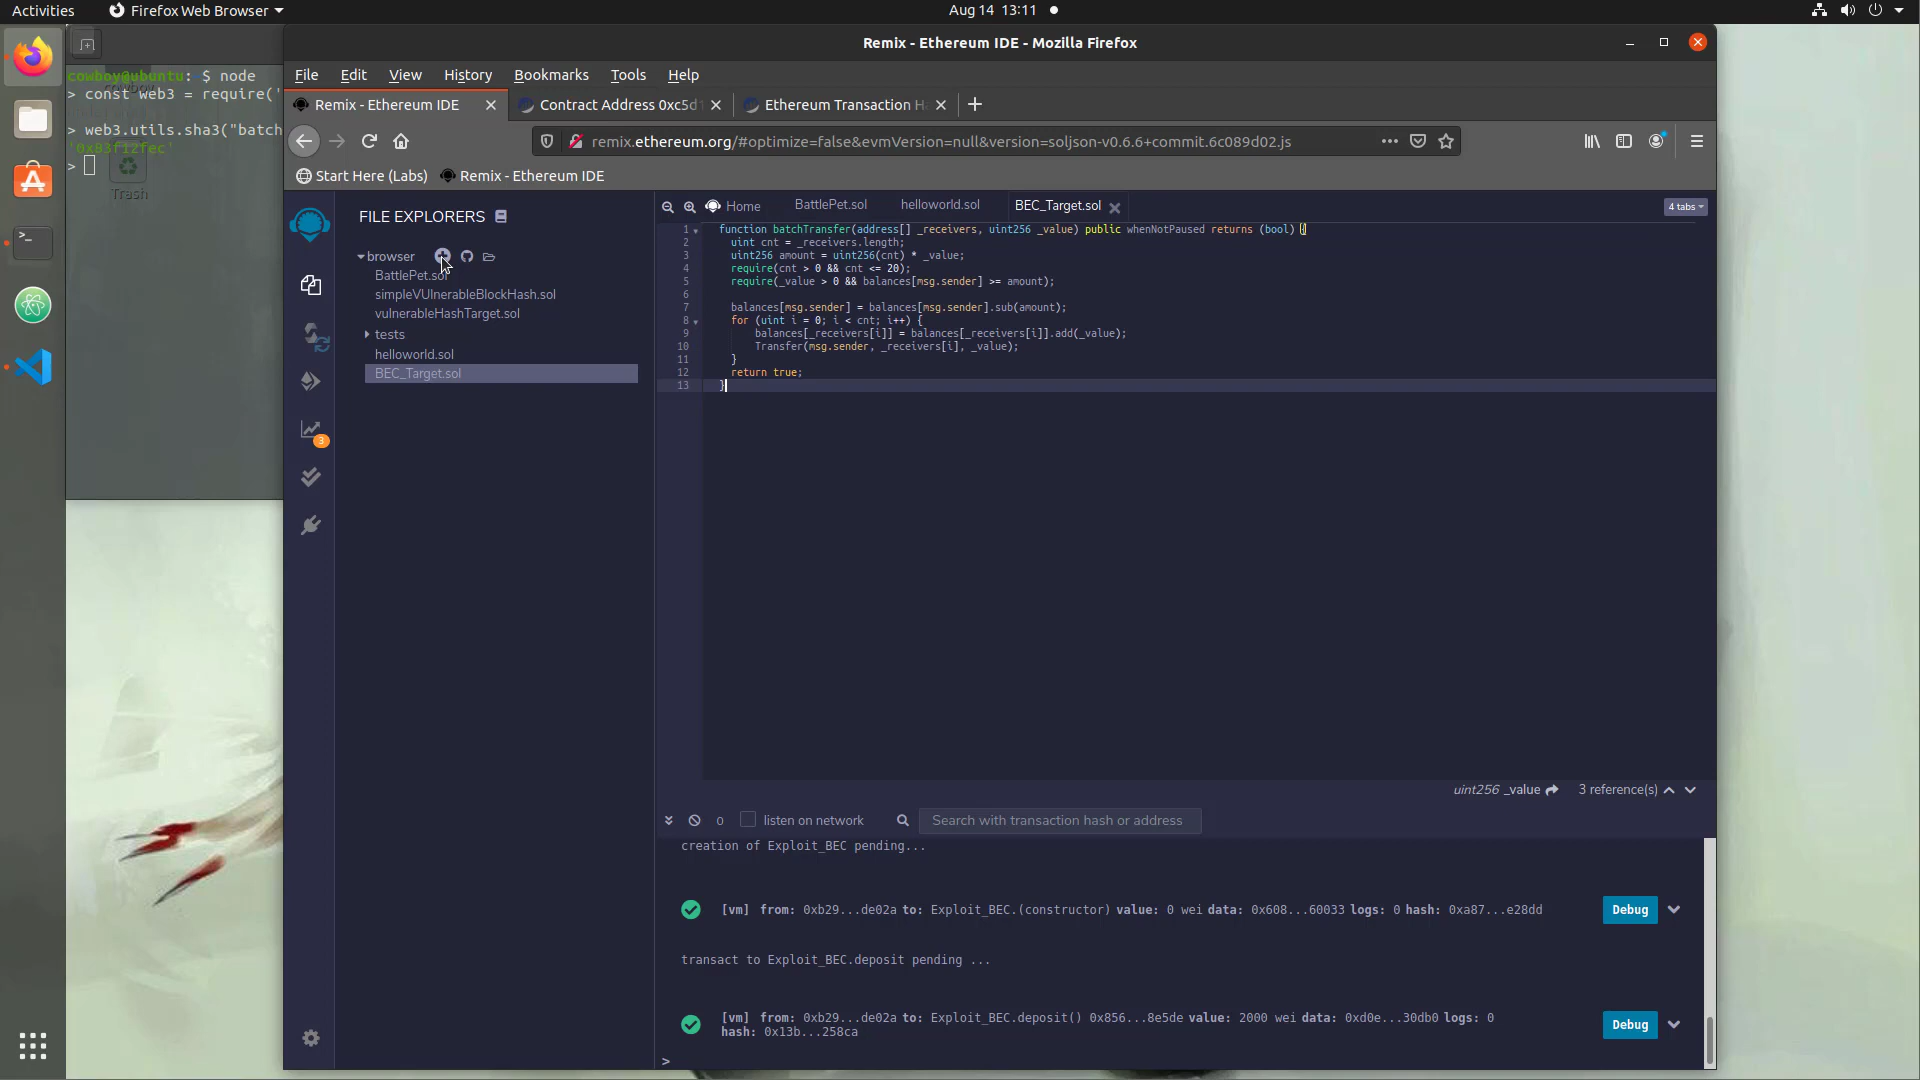 Activities
Firefox Web Browser
Aug 14 13:11
Remix - Ethereum IDE - Mozilla Firefox
cowboy@ubuntu: $ node
> const web3 = require('
> web3.utils.sha3("batch
'0x83f12fec'
>
Trash
File Edit View History Bookmarks Tools Help
Remix - Ethereum IDE
Contract Address 0xc5d1
Ethereum Transaction Ha
remix.ethereum.org/#optimize=false&evmVersion=null&version=soljson-v0.6.6+commit.6c089d02.js
Start Here (Labs)
Remix - Ethereum IDE
FILE EXPLORERS
browser
BattlePet.sol
simpleVUlnerableBlockHash.sol
vulnerableHashTarget.sol
tests
helloworld.sol
BEC_Target.sol
3
Home
BattlePet.sol
helloworld.sol
BEC_Target.sol
4 tabs
1 function batchTransfer(address[] _receivers, uint256 _value) public whenNotPaused returns (bool) {
2 uint cnt = _receivers.length;
3 uint256 amount = uint256(cnt) * _value;
4 require(cnt > 0 && cnt <= 20);
5 require(_value > 0 && balances[msg.sender] >= amount);
6
7 balances[msg.sender] = balances[msg.sender].sub(amount);
8 for (uint i = 0; i < cnt; i++) {
9 balances[_receivers[i]] = balances[_receivers[i]].add(_value);
10 Transfer(msg.sender, _receivers[i], _value);
11 }
12 return true;
13 }
uint256 _value
3 reference(s)
0
listen on network
Search with transaction hash or address
creation of Exploit_BEC pending...
[vm] from: 0xb29...de02a to: Exploit_BEC.(constructor) value: 0 wei data: 0x608...60033 logs: 0 hash: 0xa87...e28dd
Debug
transact to Exploit_BEC.deposit pending ...
[vm] from: 0xb29...de02a to: Exploit_BEC.deposit() 0x856...8e5de value: 2000 wei data: 0xd0e...30db0 logs: 0
hash: 0x13b...258ca
Debug
>